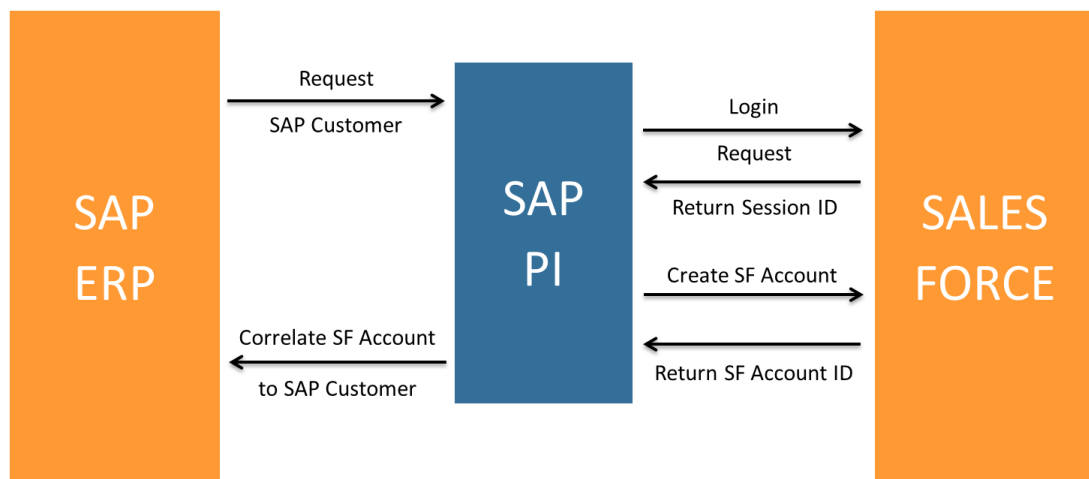 SAP
ERP
Request
SAP Customer
Correlate SF Account
to SAP Customer
SAP
PI
Login
Request
Return Session ID
Create SF Account
Return SF Account ID
SALES
FORCE